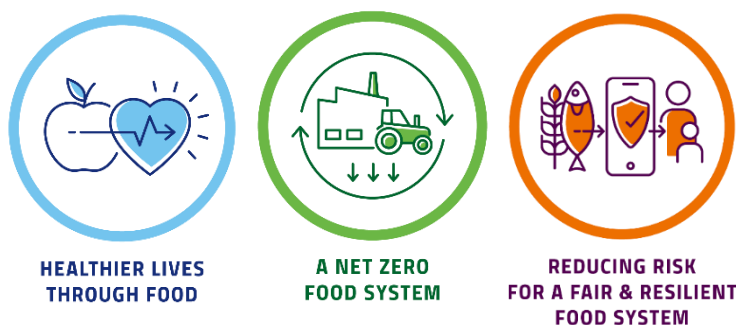 HEALTHIER LIVES
THROUGH FOOD
A NET ZERO
FOOD SYSTEM
REDUCING RISK
FOR A FAIR & RESILIENT
FOOD SYSTEM